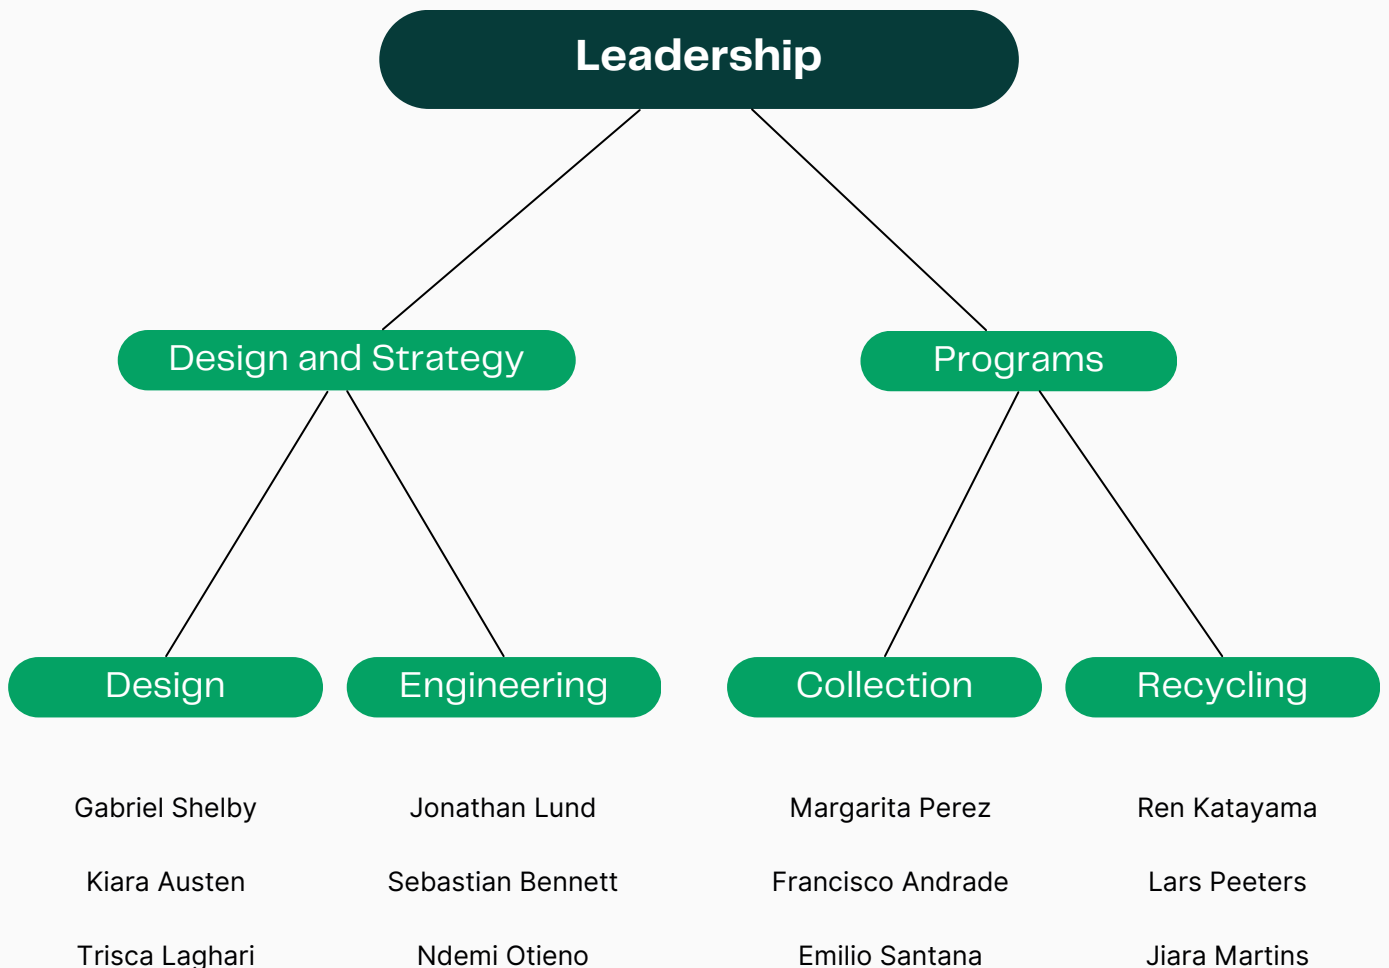 Leadership
Design and Strategy
Programs
Design
Engineering
Collection
Recycling
Gabriel Shelby
Jonathan Lund
Margarita Perez
Ren Katayama
Kiara Austen
Sebastian Bennett
Francisco Andrade
Lars Peeters
Trisca Laghari
Ndemi Otieno
Emilio Santana
Jiara Martins